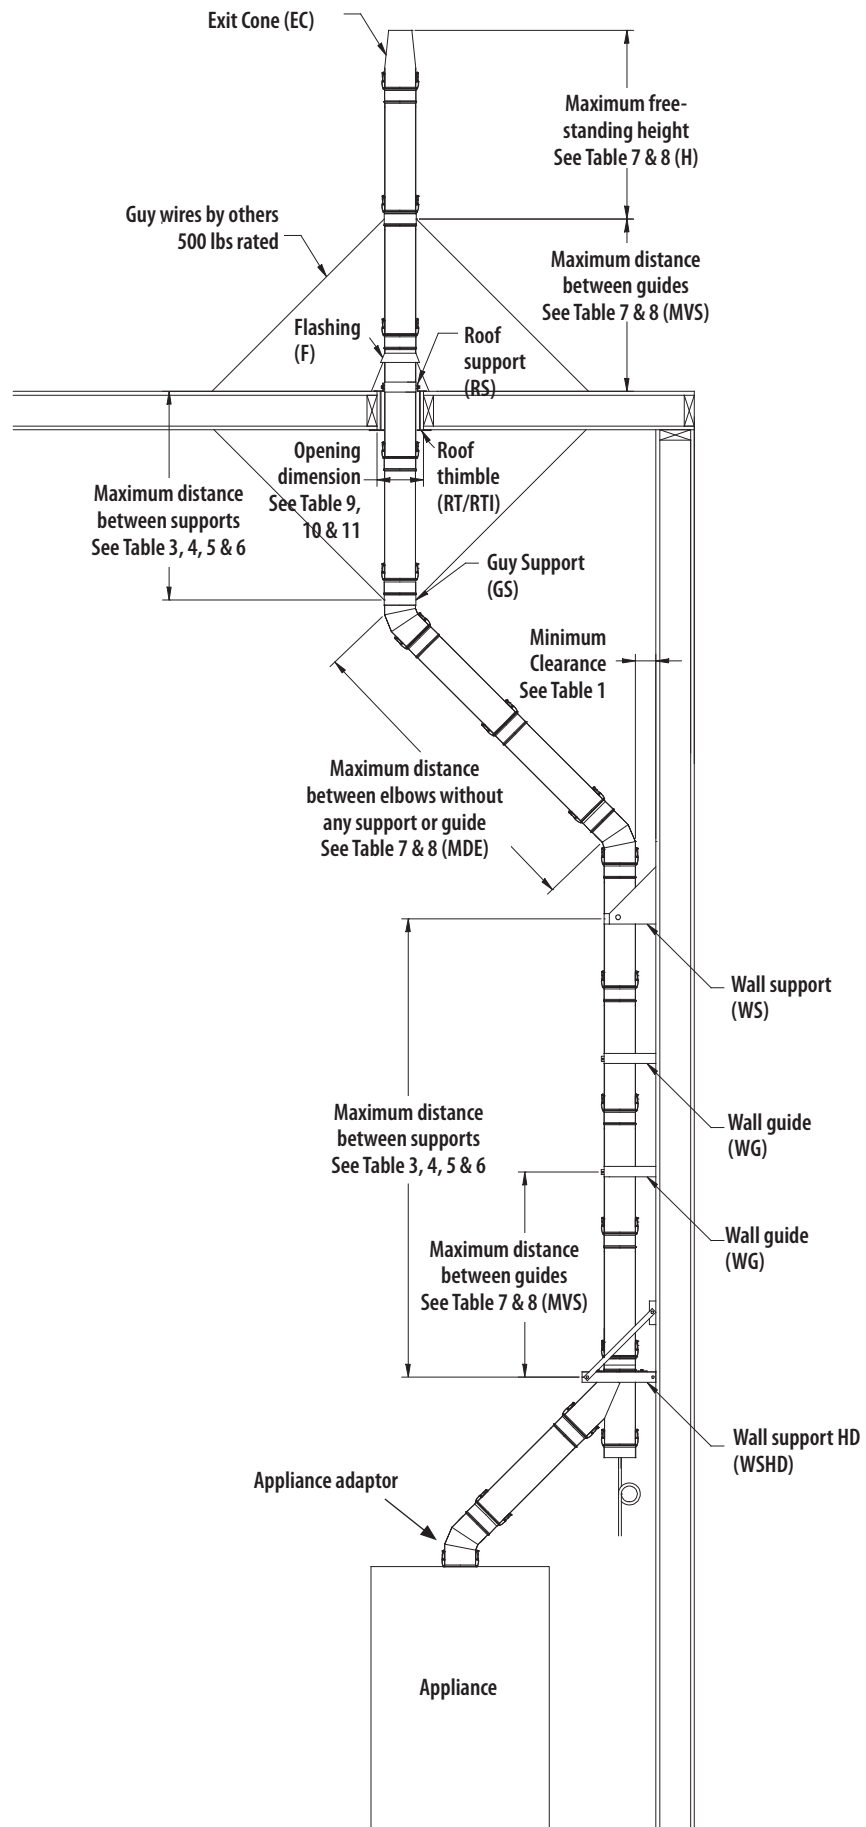 Exit Cone (EC)
Maximum free-
standing height
See Table 7 & 8 (H)
Guy wires by others
500 lbs rated
Maximum distance
between guides
See Table 7 & 8 (MVS)
Flashing
(F)
Roof
support
(RS)
Opening
dimension
See Table 9,
10 & 11
Roof
thimble
(RT/RTI)
Maximum distance
between supports
See Table 3, 4, 5 & 6
Guy Support
(GS)
Minimum
Clearance
See Table 1
Maximum distance
between elbows without
any support or guide
See Table 7 & 8 (MDE)
Wall support
(WS)
Maximum distance
between supports
See Table 3, 4, 5 & 6
Wall guide
(WG)
Wall guide
(WG)
Maximum distance
between guides
See Table 7 & 8 (MVS)
Wall support HD
(WSHD)
Appliance adaptor
Appliance